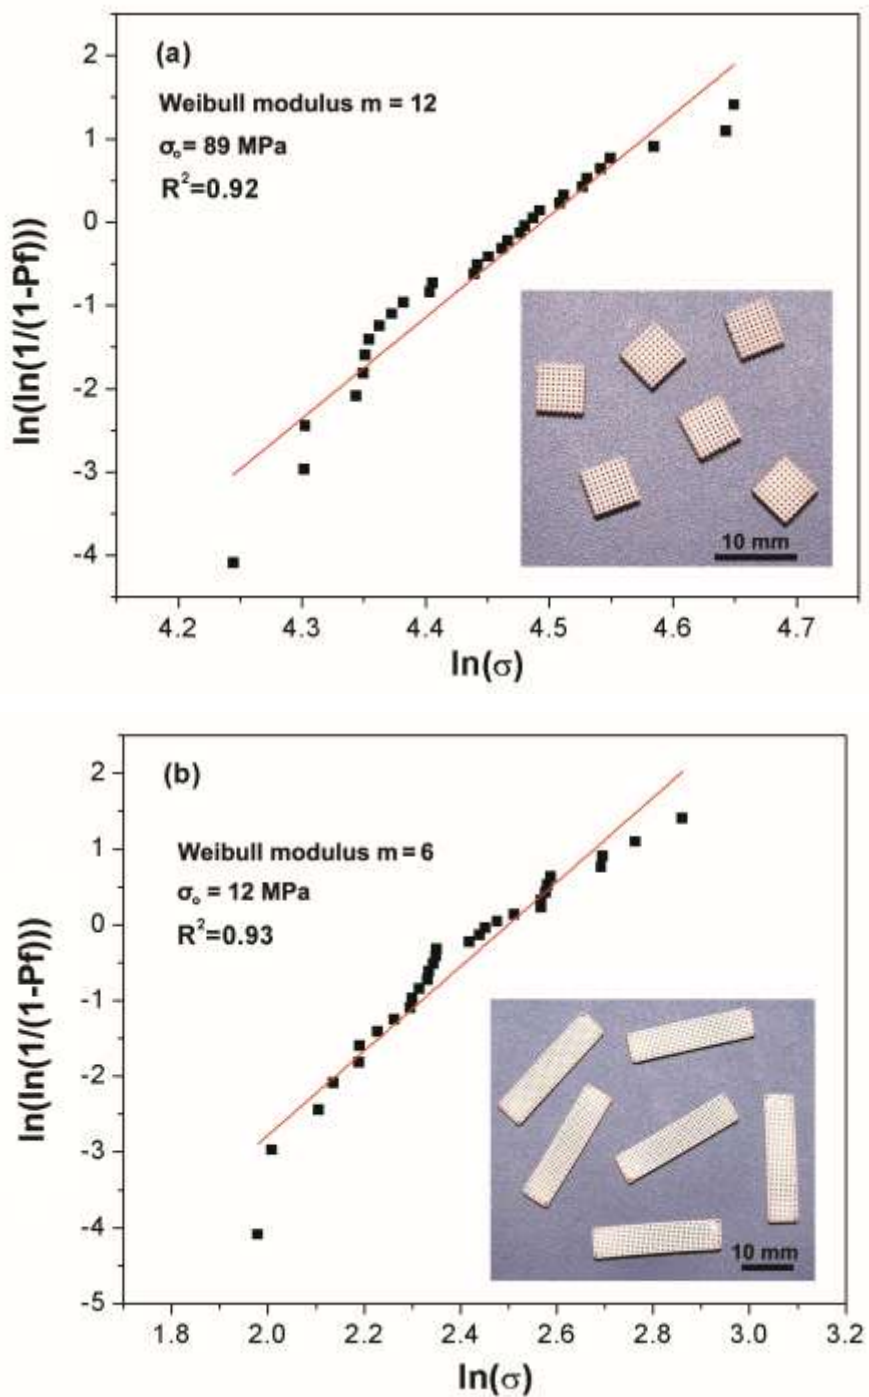 (a)
Weibull modulus m = 12
σₒ= 89 MPa
R²=0.92
ln(ln(1/(1-Pf)))
2
1
0
-1
-2
-3
-4
10 mm
4.2 4.3 4.4 4.5 4.6 4.7
ln(σ)
(b)
Weibull modulus m = 6
σₒ = 12 MPa
R²=0.93
ln(ln(1/(1-Pf)))
2
1
0
-1
-2
-3
-4
-5
10 mm
1.8 2.0 2.2 2.4 2.6 2.8 3.0 3.2
ln(σ)